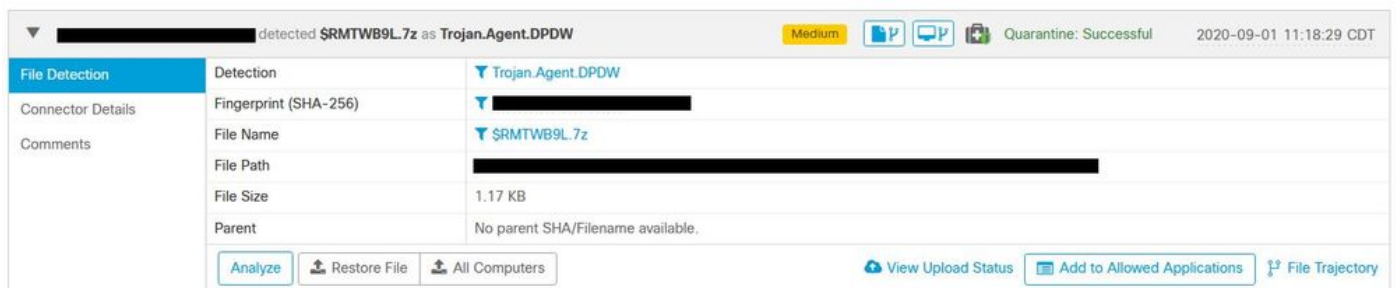 detected $RMTWB9L.7z as Trojan.Agent.DPDW Medium Quarantine: Successful 2020-09-01 11:18:29 CDT
File Detection
Connector Details
Comments
Detection Trojan.Agent.DPDW
Fingerprint (SHA-256)
File Name $RMTWB9L.7z
File Path
File Size 1.17 KB
Parent No parent SHA/Filename available.
Analyze Restore File All Computers View Upload Status Add to Allowed Applications File Trajectory